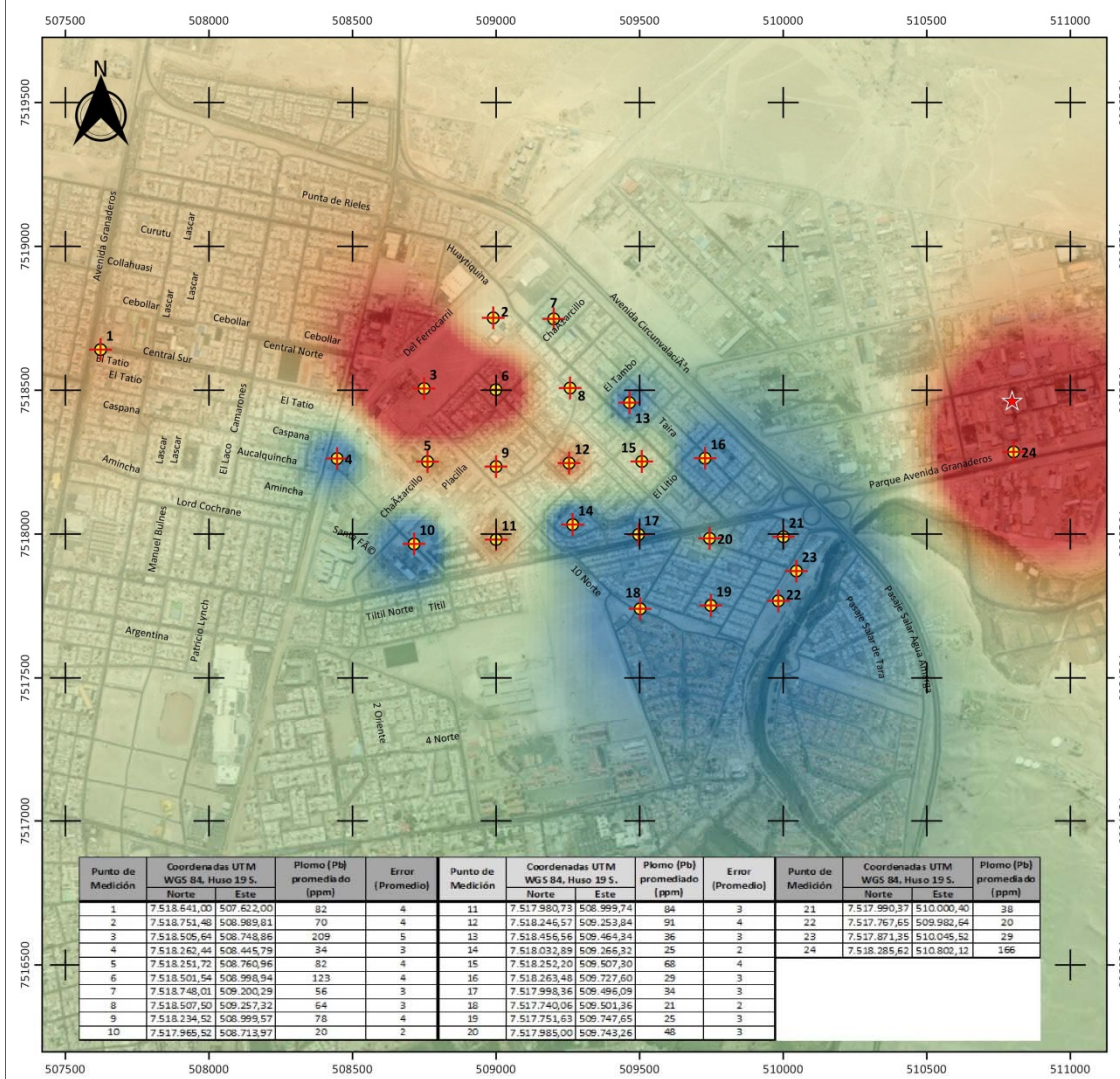 507500 508000 508500 509000 509500 510000 510500 511000
N
7519500
7519000
7518500
7518000
7517500
7517000
7516500
Punta de Rieles
Avenida Granaderos
Lascar
Curutu
Collahuasi
Huaytiquina
Lascar
Cebollar
Lascar
Cebollar
Cebollar
Del Ferrocarril
2
7
ChaÃ±arcillo
Avenida CircunvalaciÃ³n
1
Central Sur
Central Norte
El Tatio
El Tatio
3
6
8
El Tambo
13
Caspana
Camarones
El Tatio
Caspana
Taira
Lascar
Lascar
El Laco
Aucalquincha
4
5
9
12
15
16
24
Amincha
Amincha
ChaÃ±arcillo
Placilla
El Litio
Parque Avenida Granaderos
Lord Cochrane
Manuel Bulnes
Santa FÃ©
10
11
14
17
20
21
23
10 Norte
18
19
22
Tiltil Norte
Tiltil
Argentina
Patricio Lynch
Pasaje Salar de Tara
Pasaje Salar Agua Amarga
2 Oriente
4 Norte
Punto de Medición Coordenadas UTM WGS 84, Huso 19 S. Plomo (Pb) promediado (ppm) Error (Promedio)
Norte Este
1 7.518.641,00 507.622,00 82 4
2 7.518.751,48 508.989,81 70 4
3 7.518.505,64 508.748,86 209 5
4 7.518.262,44 508.445,79 34 3
5 7.518.251,72 508.760,96 82 4
6 7.518.501,54 508.998,94 123 4
7 7.518.748,01 509.200,29 56 3
8 7.518.507,50 509.257,32 64 3
9 7.518.234,52 508.999,57 78 4
10 7.517.965,52 508.713,97 20 2
Punto de Medición Coordenadas UTM WGS 84, Huso 19 S. Plomo (Pb) promediado (ppm) Error (Promedio)
Norte Este
11 7.517.980,73 508.999,74 84 3
12 7.518.246,57 509.253,84 91 4
13 7.518.456,56 509.464,34 36 3
14 7.518.032,89 509.266,32 25 2
15 7.518.252,20 509.507,30 68 4
16 7.518.263,48 509.727,60 29 3
17 7.517.998,36 509.496,09 34 3
18 7.517.740,06 509.501,36 21 2
19 7.517.751,63 509.747,65 25 3
20 7.517.985,00 509.743,26 48 3
Punto de Medición Coordenadas UTM WGS 84, Huso 19 S. Plomo (Pb) promediado (ppm)
Norte Este
21 7.517.990,37 510.000,40 38
22 7.517.767,65 509.982,64 20
23 7.517.871,35 510.045,52 29
24 7.518.285,62 510.802,12 166
507500 508000 508500 509000 509500 510000 510500 511000